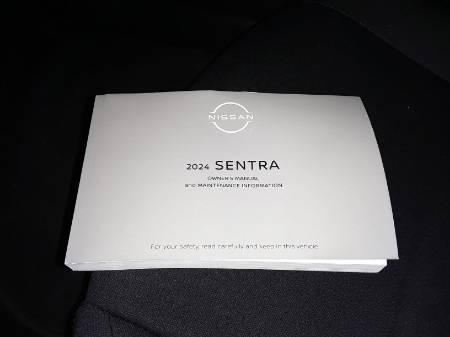 NISSAN
2024 SENTRA
OWNER'S MANUAL
and MAINTENANCE INFORMATION
For your safety, read carefully and keep in this vehicle.